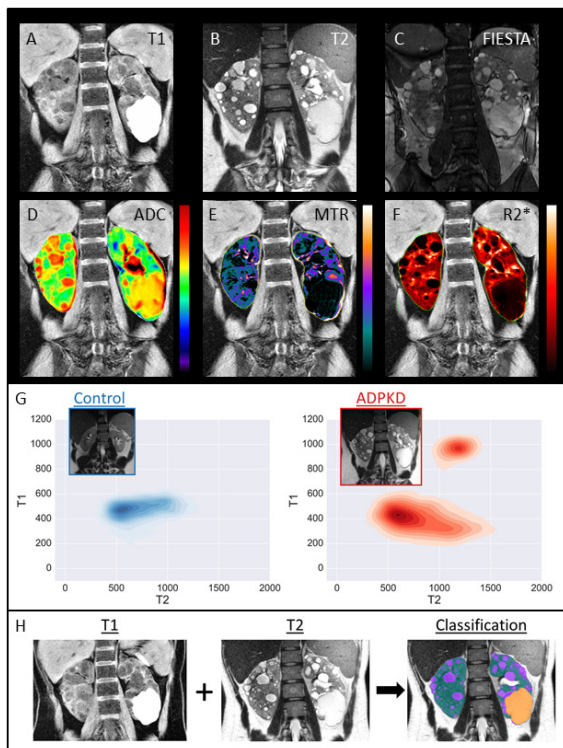 A T1
B T2
C FIESTA
D ADC
E MTR
F R2*
G
Control
ADPKD
1200
1000
800
600
400
200
0
T1
0 500 1000 1500 2000
T2
1200
1000
800
600
400
200
0
T1
0 500 1000 1500 2000
T2
H T1 + T2 Classification